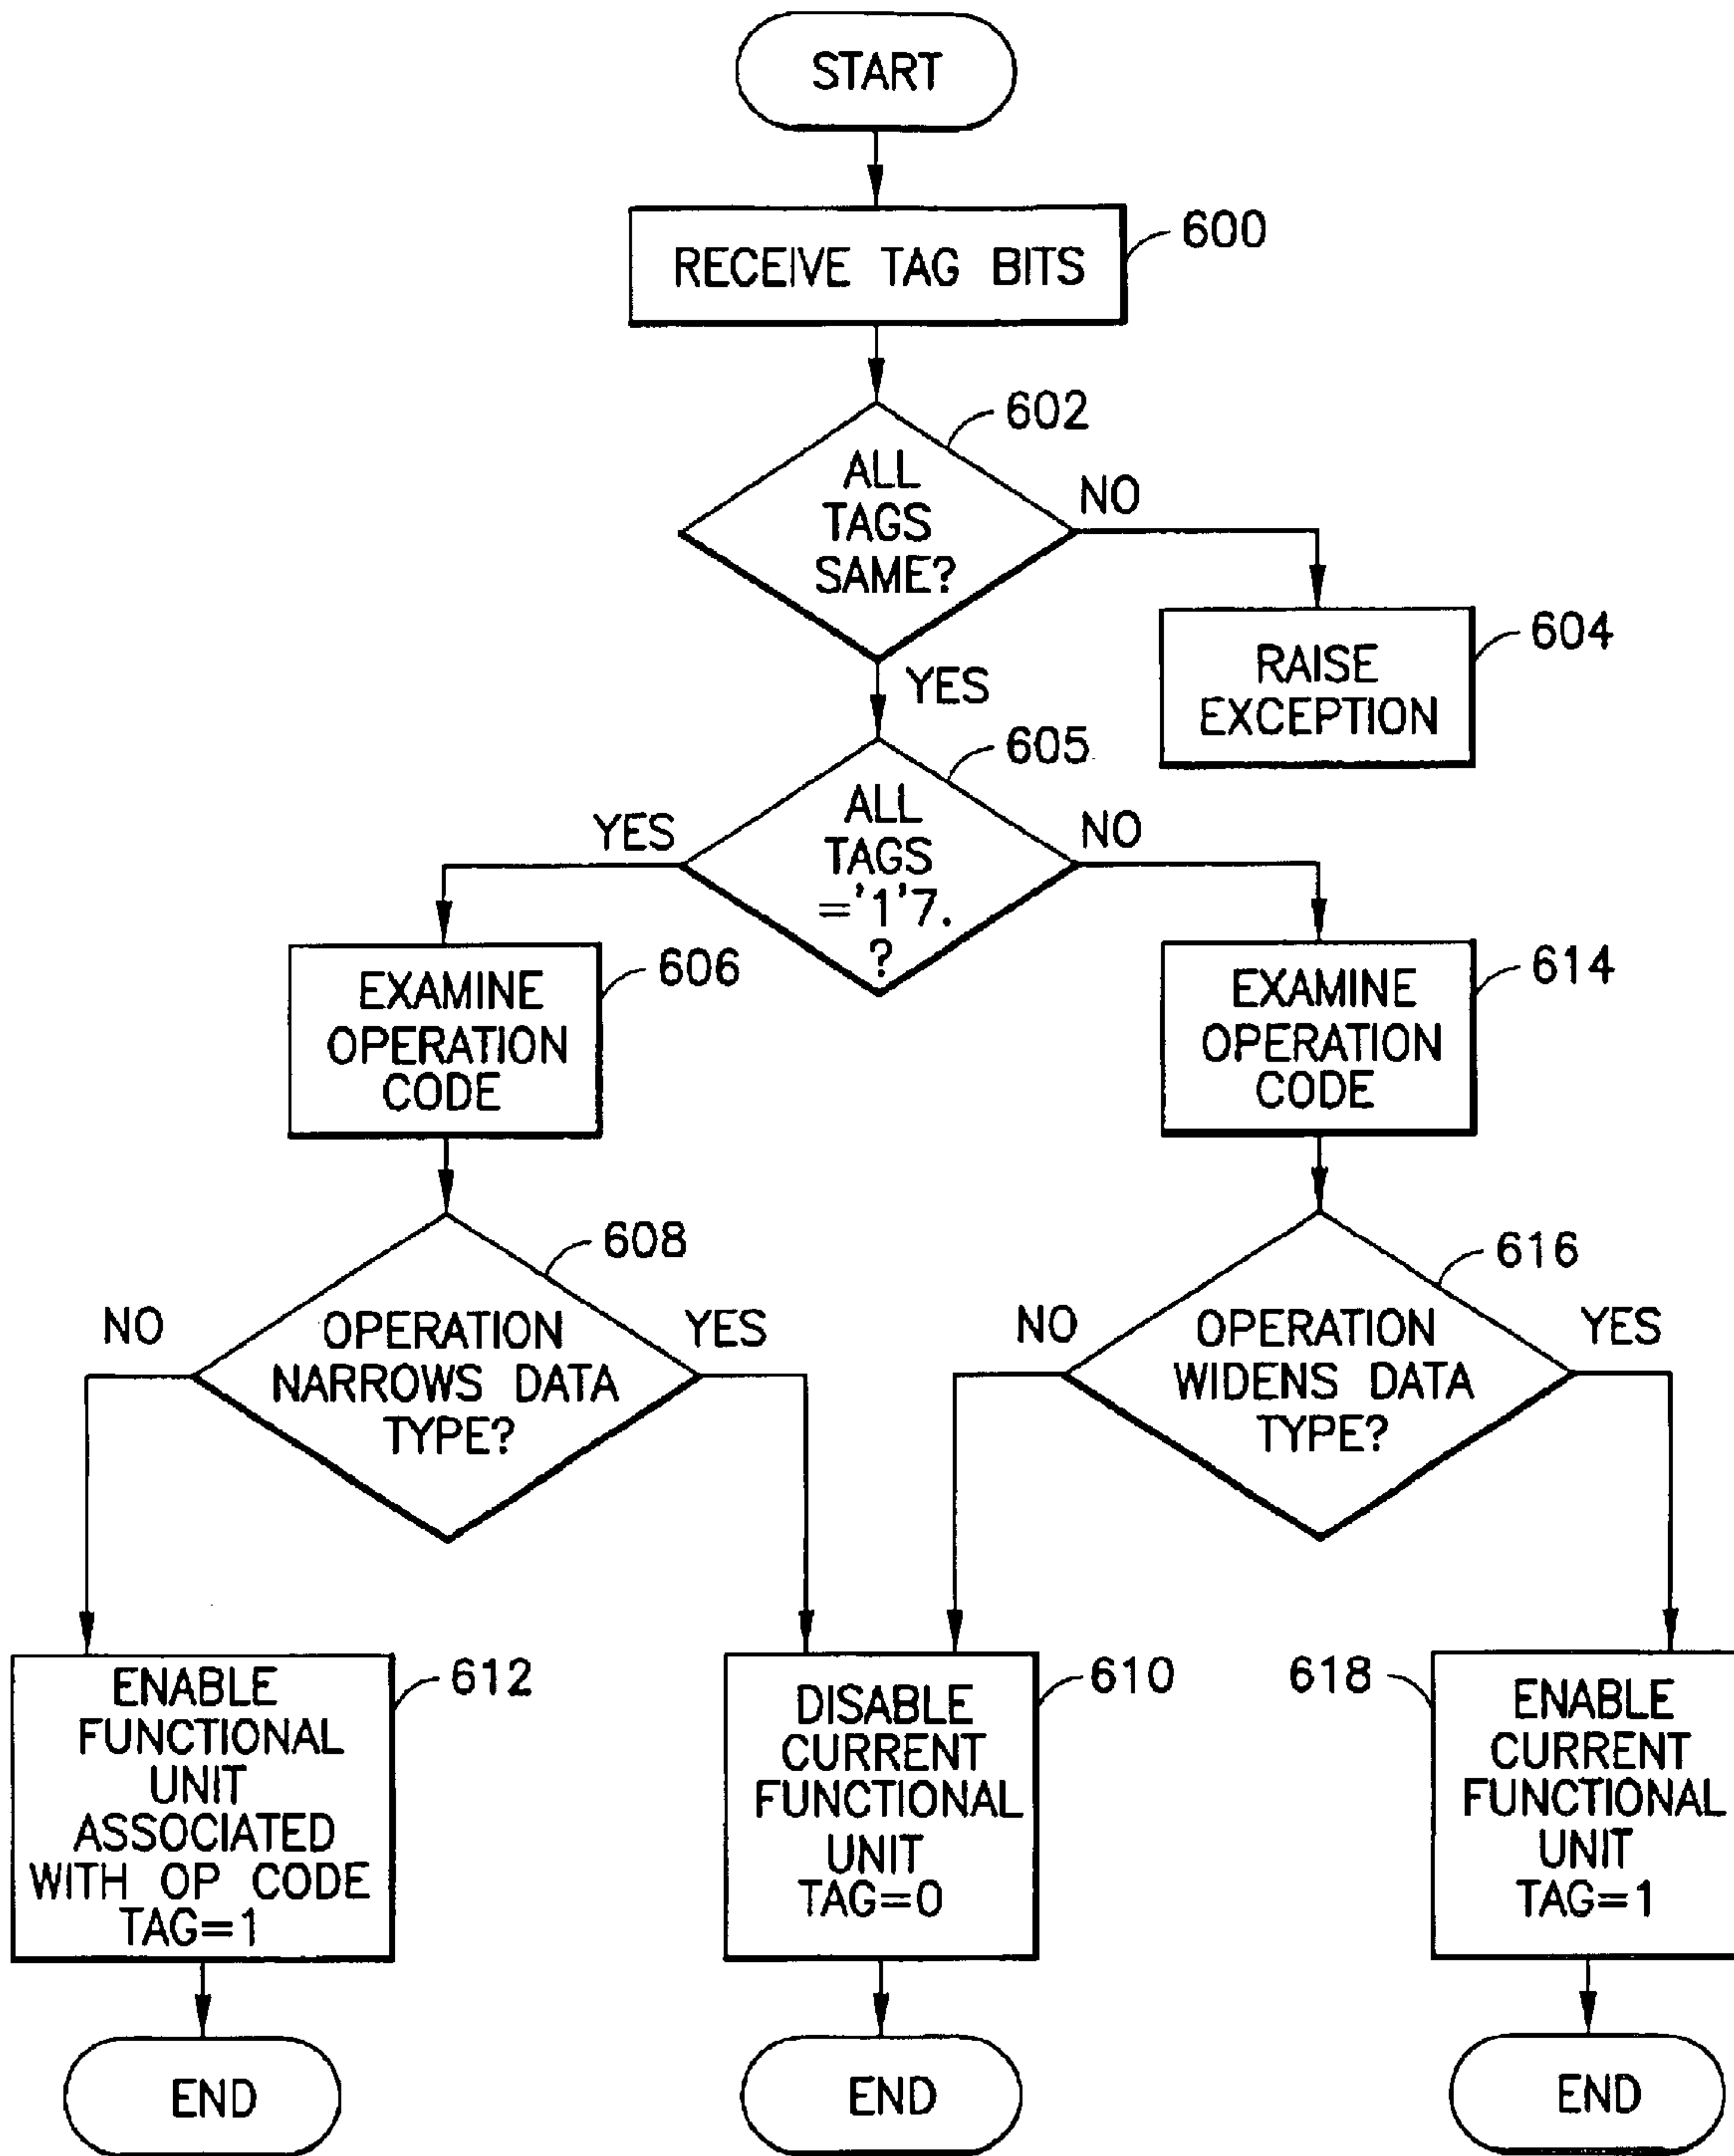 START
RECEIVE TAG BITS
600
602
ALL
TAGS
SAME?
NO
YES
604
RAISE
EXCEPTION
605
ALL
TAGS
='1'7.
?
YES
NO
606
EXAMINE
OPERATION
CODE
614
EXAMINE
OPERATION
CODE
608
OPERATION
NARROWS DATA
TYPE?
NO
YES
616
OPERATION
WIDENS DATA
TYPE?
NO
YES
612
ENABLE
FUNCTIONAL
UNIT
ASSOCIATED
WITH OP CODE
TAG=1
610
DISABLE
CURRENT
FUNCTIONAL
UNIT
TAG=0
618
ENABLE
CURRENT
FUNCTIONAL
UNIT
TAG=1
END
END
END